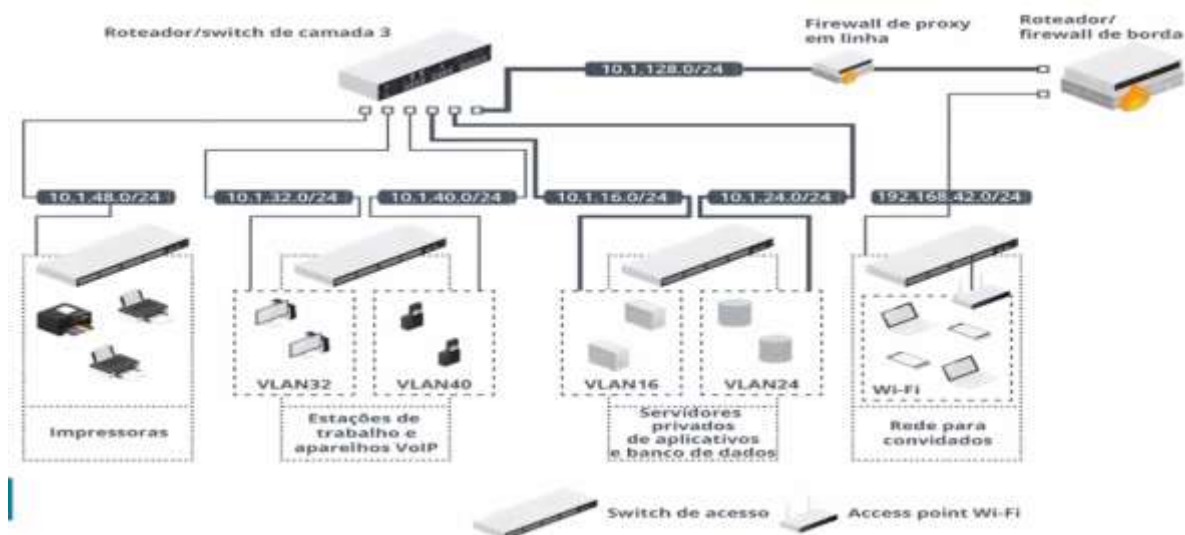 Roteador/switch de camada 3
Firewall de proxy
em linha
Roteador/
firewall de borda
10.1.128.0/24
10.1.48.0/24
10.1.32.0/24
10.1.40.0/24
10.1.16.0/24
10.1.24.0/24
192.168.42.0/24
VLAN32
VLAN40
VLAN16
VLAN24
Wi-Fi
Impressoras
Estações de
trabalho e
aparelhos VoIP
Servidores
privados
de aplicativos
e banco de dados
Rede para
convidados
Switch de acesso
Access point Wi-Fi